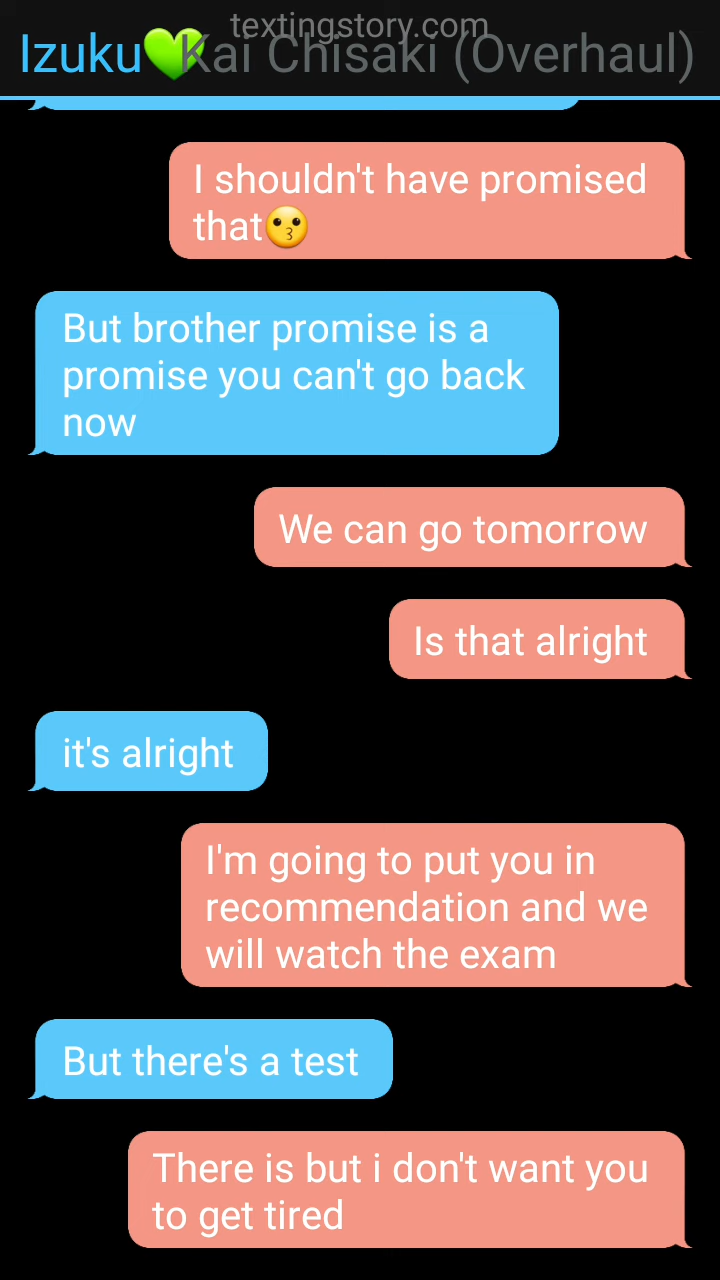 textingstory.com
Izuku💚Kai Chisaki (Overhaul)
I shouldn't have promised
that😗
But brother promise is a
promise you can't go back
now
We can go tomorrow
Is that alright
it's alright
I'm going to put you in
recommendation and we
will watch the exam
But there's a test
There is but i don't want you
to get tired